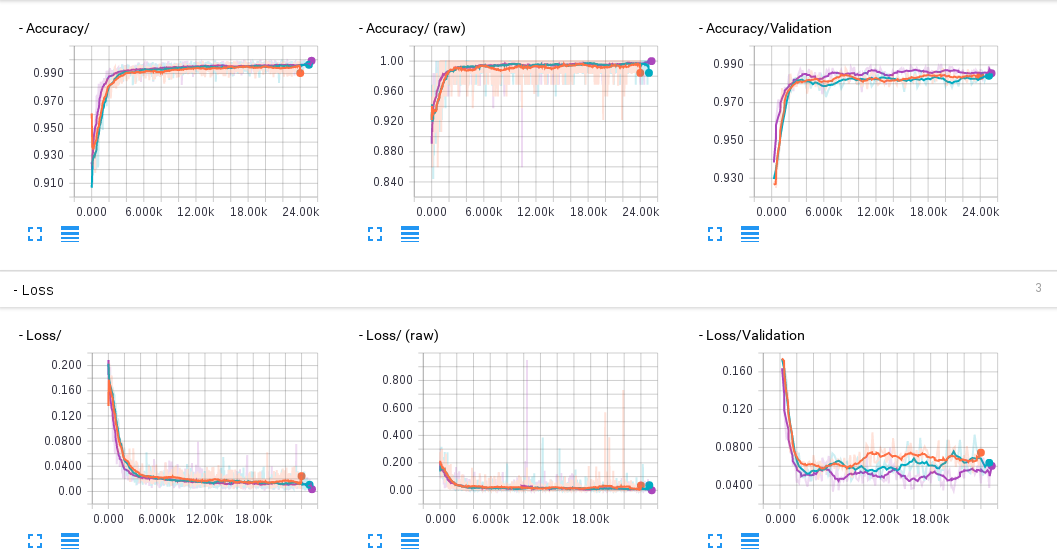 - Accuracy/
- Accuracy/ (raw)
- Accuracy/Validation
0.990
0.970
0.950
0.930
0.910
0.000 6.000k 12.00k 18.00k 24.00k
1.00
0.960
0.920
0.880
0.840
0.000 6.000k 12.00k 18.00k 24.00k
0.990
0.970
0.950
0.930
0.000 6.000k 12.00k 18.00k 24.00k
- Loss
3
- Loss/
- Loss/ (raw)
- Loss/Validation
0.200
0.160
0.120
0.0800
0.0400
0.00
0.000 6.000k 12.00k 18.00k
0.800
0.600
0.400
0.200
0.00
0.000 6.000k 12.00k 18.00k
0.160
0.120
0.0800
0.0400
0.000 6.000k 12.00k 18.00k